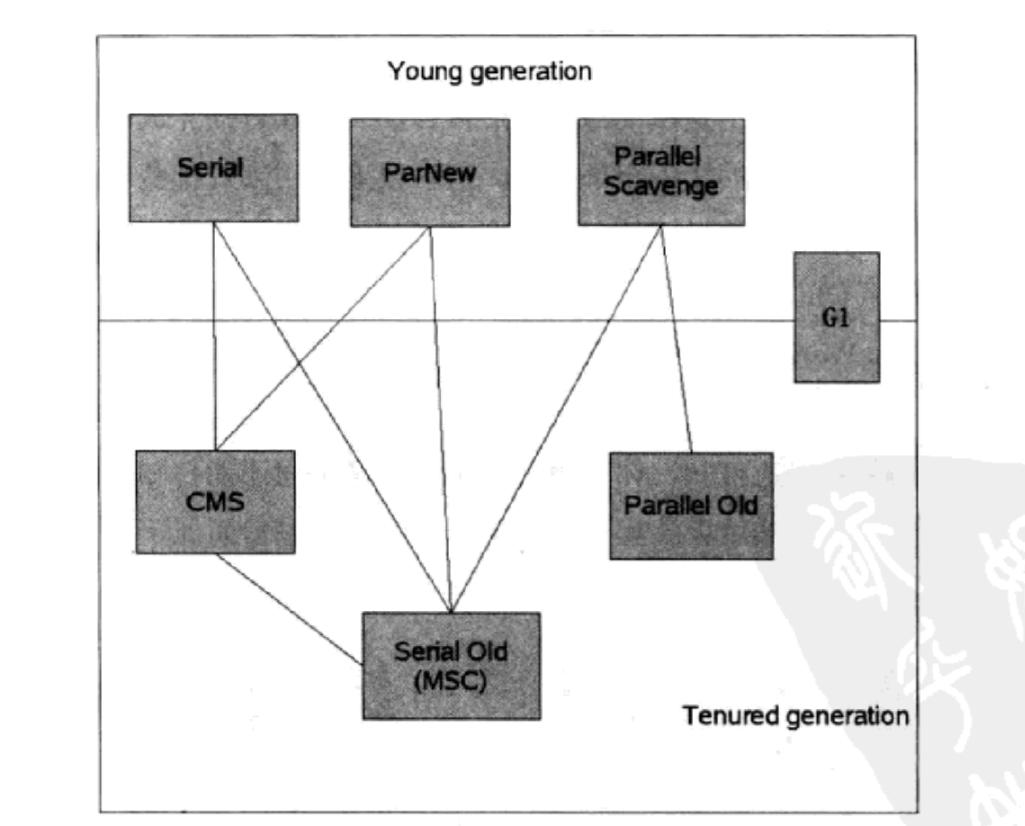 Young generation
Serial
ParNew
Parallel
Scavenge
G1
CMS
Parallel Old
Serial Old
(MSC)
Tenured generation